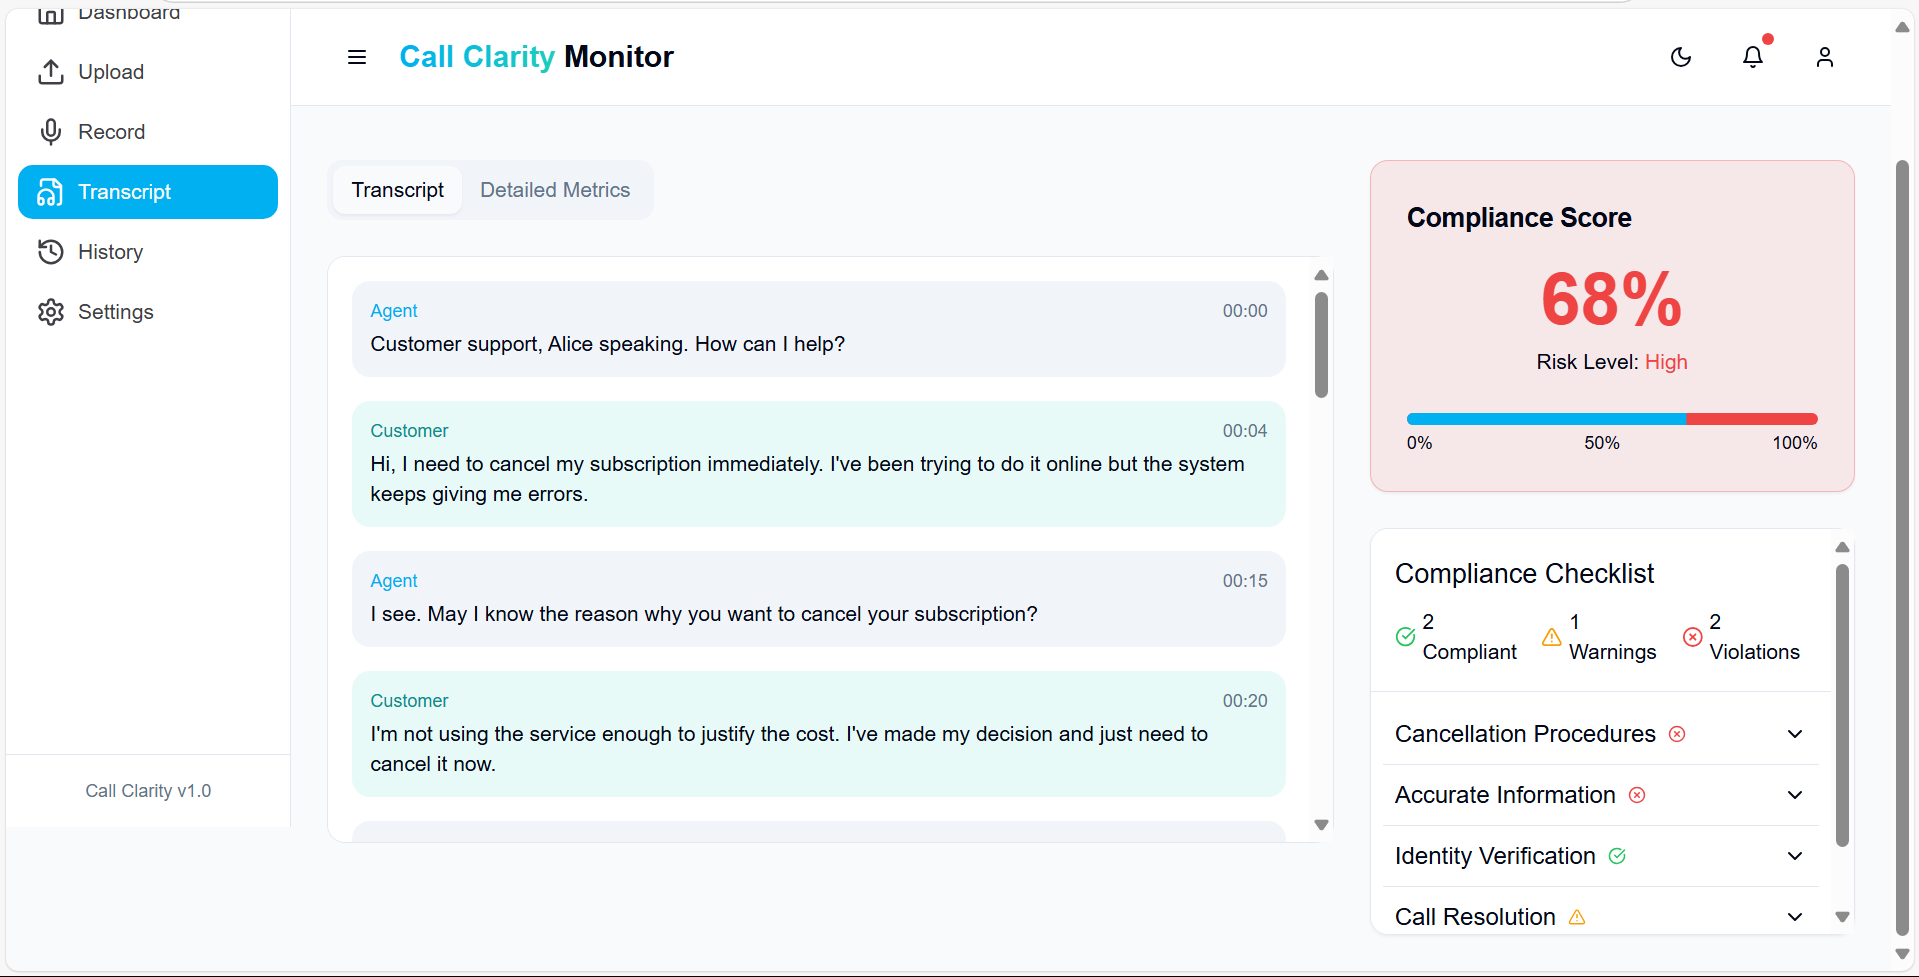 Dashboard
Upload
Record
Transcript
History
Settings
Call Clarity v1.0
Call Clarity Monitor
Transcript
Detailed Metrics
Agent
00:00
Customer support, Alice speaking. How can I help?
Customer
00:04
Hi, I need to cancel my subscription immediately. I've been trying to do it online but the system
keeps giving me errors.
Agent
00:15
I see. May I know the reason why you want to cancel your subscription?
Customer
00:20
I'm not using the service enough to justify the cost. I've made my decision and just need to
cancel it now.
Compliance Score
68%
Risk Level: High
0%
50%
100%
Compliance Checklist
2
Compliant
1
Warnings
2
Violations
Cancellation Procedures
Accurate Information
Identity Verification
Call Resolution